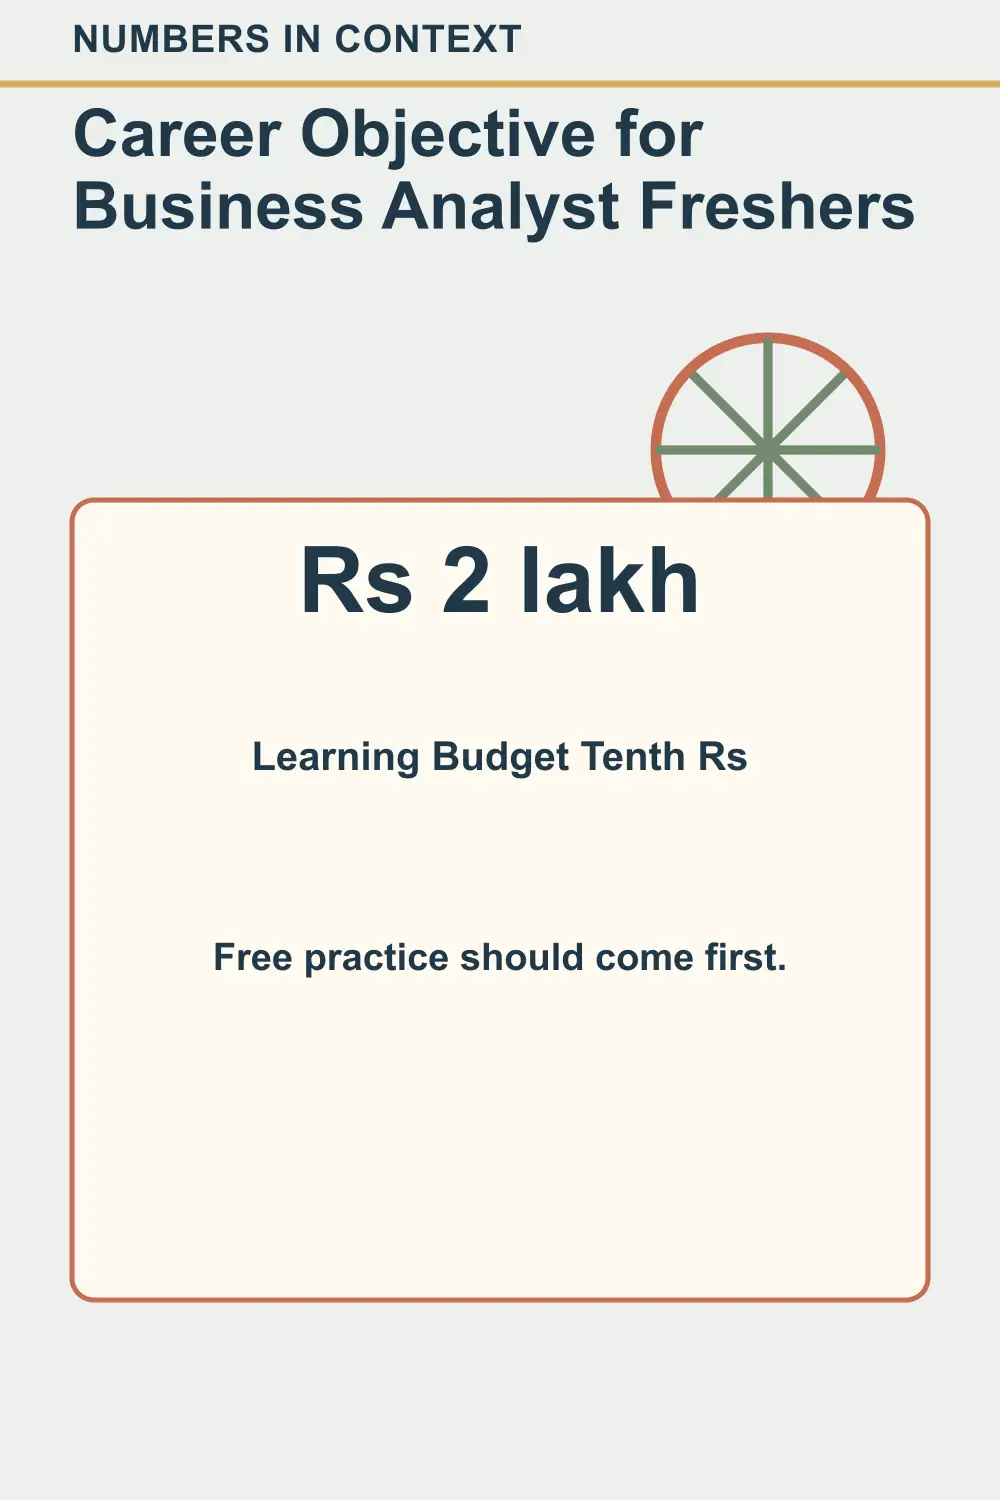 NUMBERS IN CONTEXT
Career Objective for
Business Analyst Freshers
Rs 2 lakh
Learning Budget Tenth Rs
Free practice should come first.